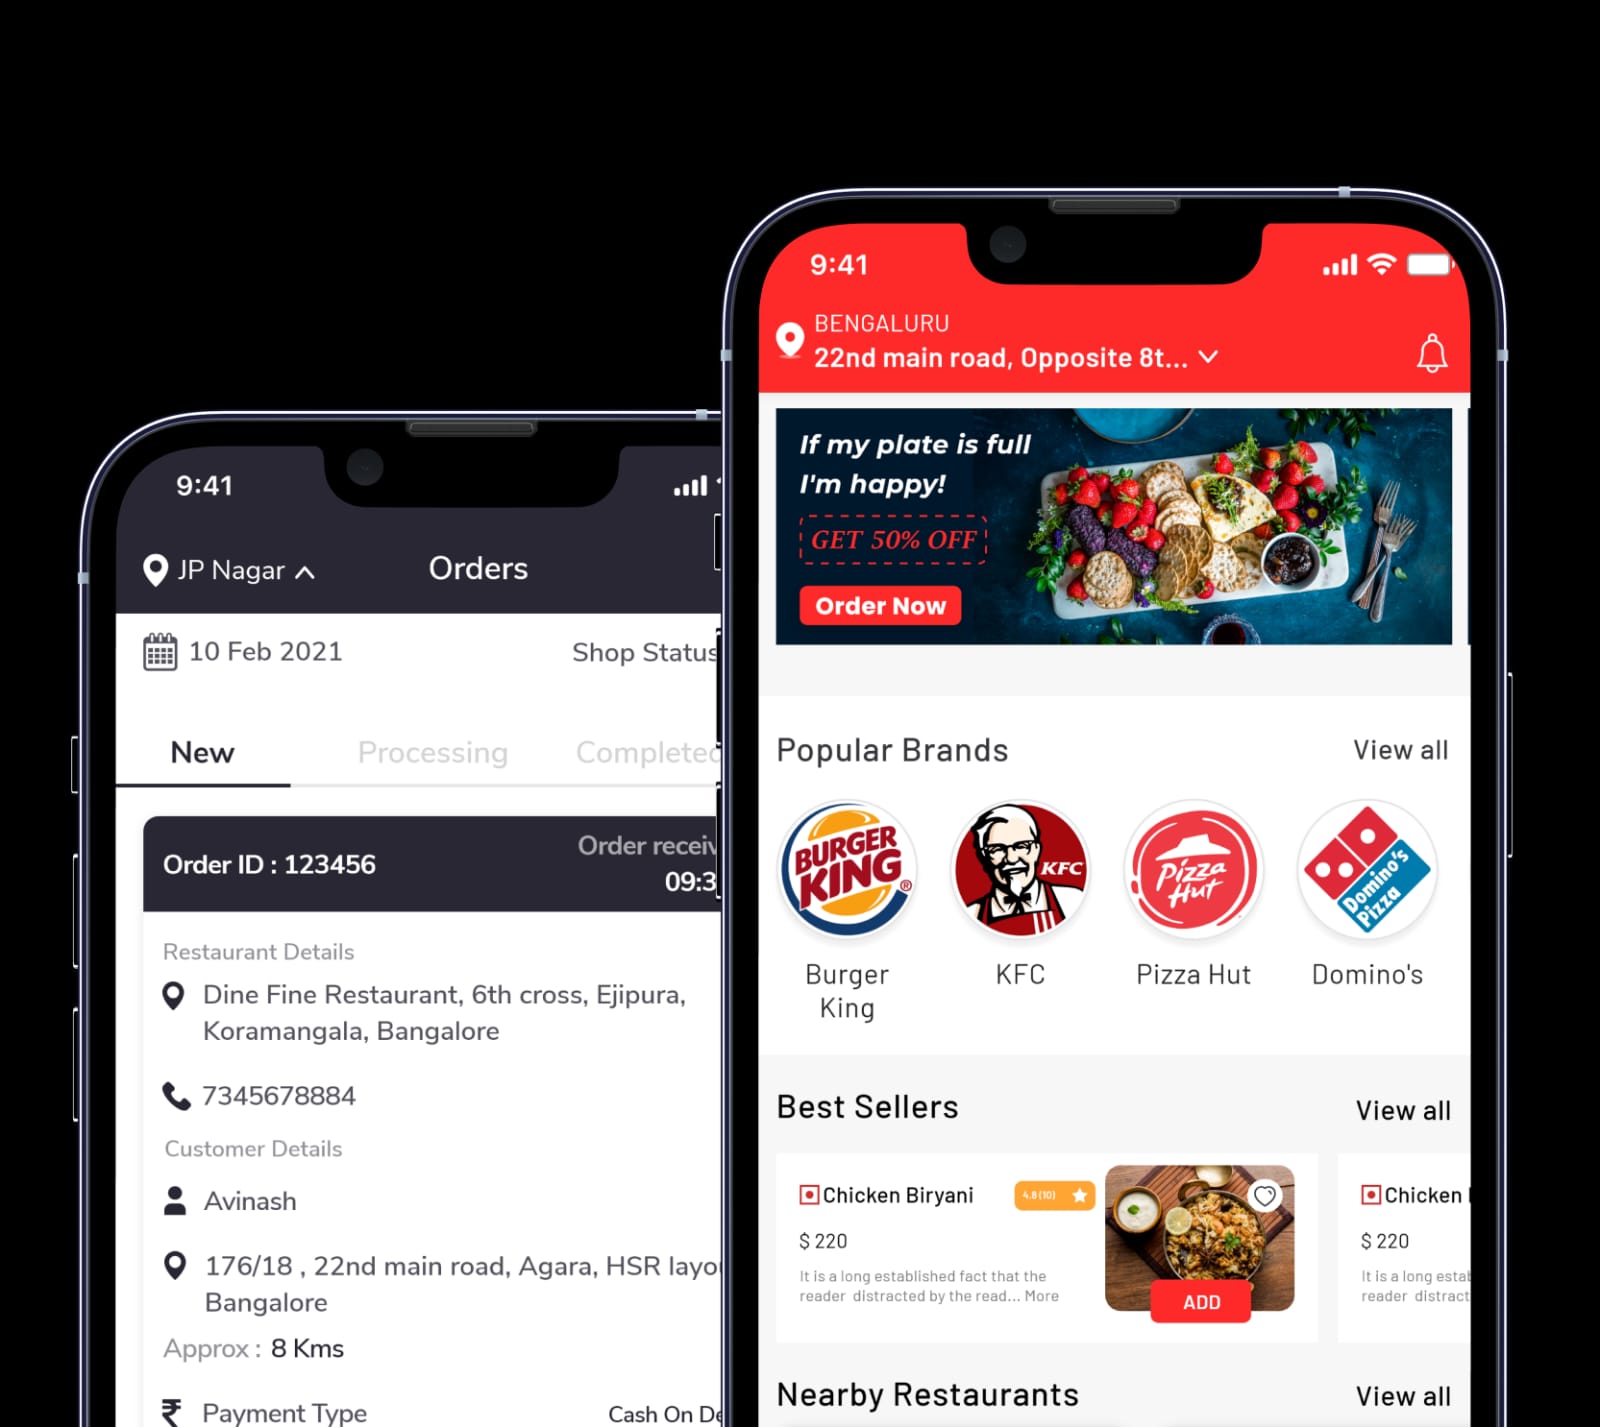 9:41
JP Nagar
Orders
10 Feb 2021
Shop Status
New
Processing
Completed
Order ID : 123456
Order
09:3
Restaurant Details
Dine Fine Restaurant, 6th cross, Ejipura,
Koramangala, Bangalore
7345678884
Customer Details
Avinash
176/18 , 22nd main road, Agara, HSR
Bangalore
Approx : 8 Kms
₹ Payment Type
Cash On
9:41
BENGALURU
22nd main road, Opposite 8t...
If my plate is full
I'm happy!
GET 50% OFF
Order Now
Popular Brands
View all
BURGER
KING®
KFC
Pizza
Hut
Domino's
Pizza
Burger
King
KFC
Pizza Hut
Domino's
Best Sellers
View all
Chicken Biryani
4.8(10)
$ 220
It is a long established fact that the
reader distracted by the read... More
ADD
Chicken
$ 220
It is a long
reader
Nearby Restaurants
View all